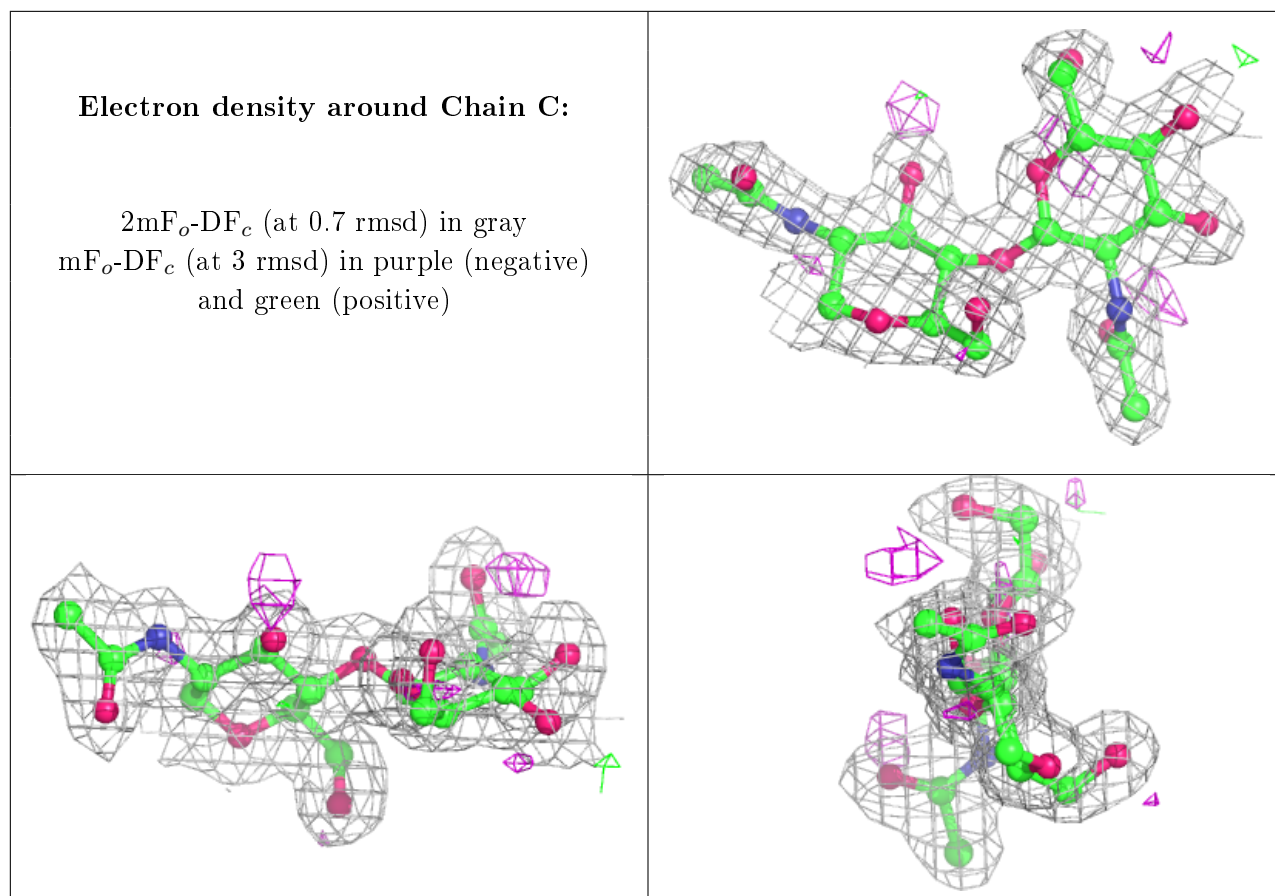 Electron density around Chain C:
2mFₒ-DF𝒸 (at 0.7 rmsd) in gray
mFₒ-DF𝒸 (at 3 rmsd) in purple (negative)
and green (positive)